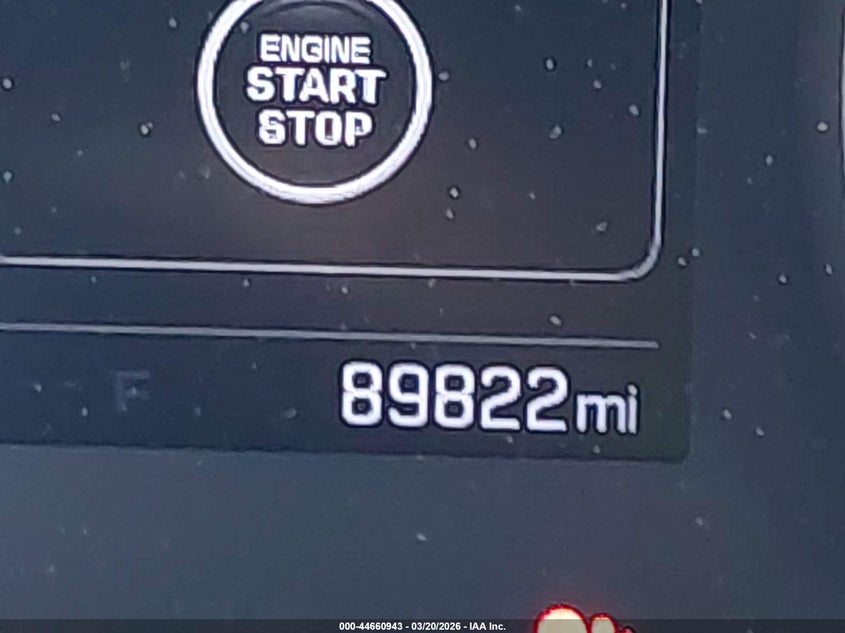 ENGINE
START
STOP
F
89822mi
000-44660943 - 03/20/2026 - IAA Inc.